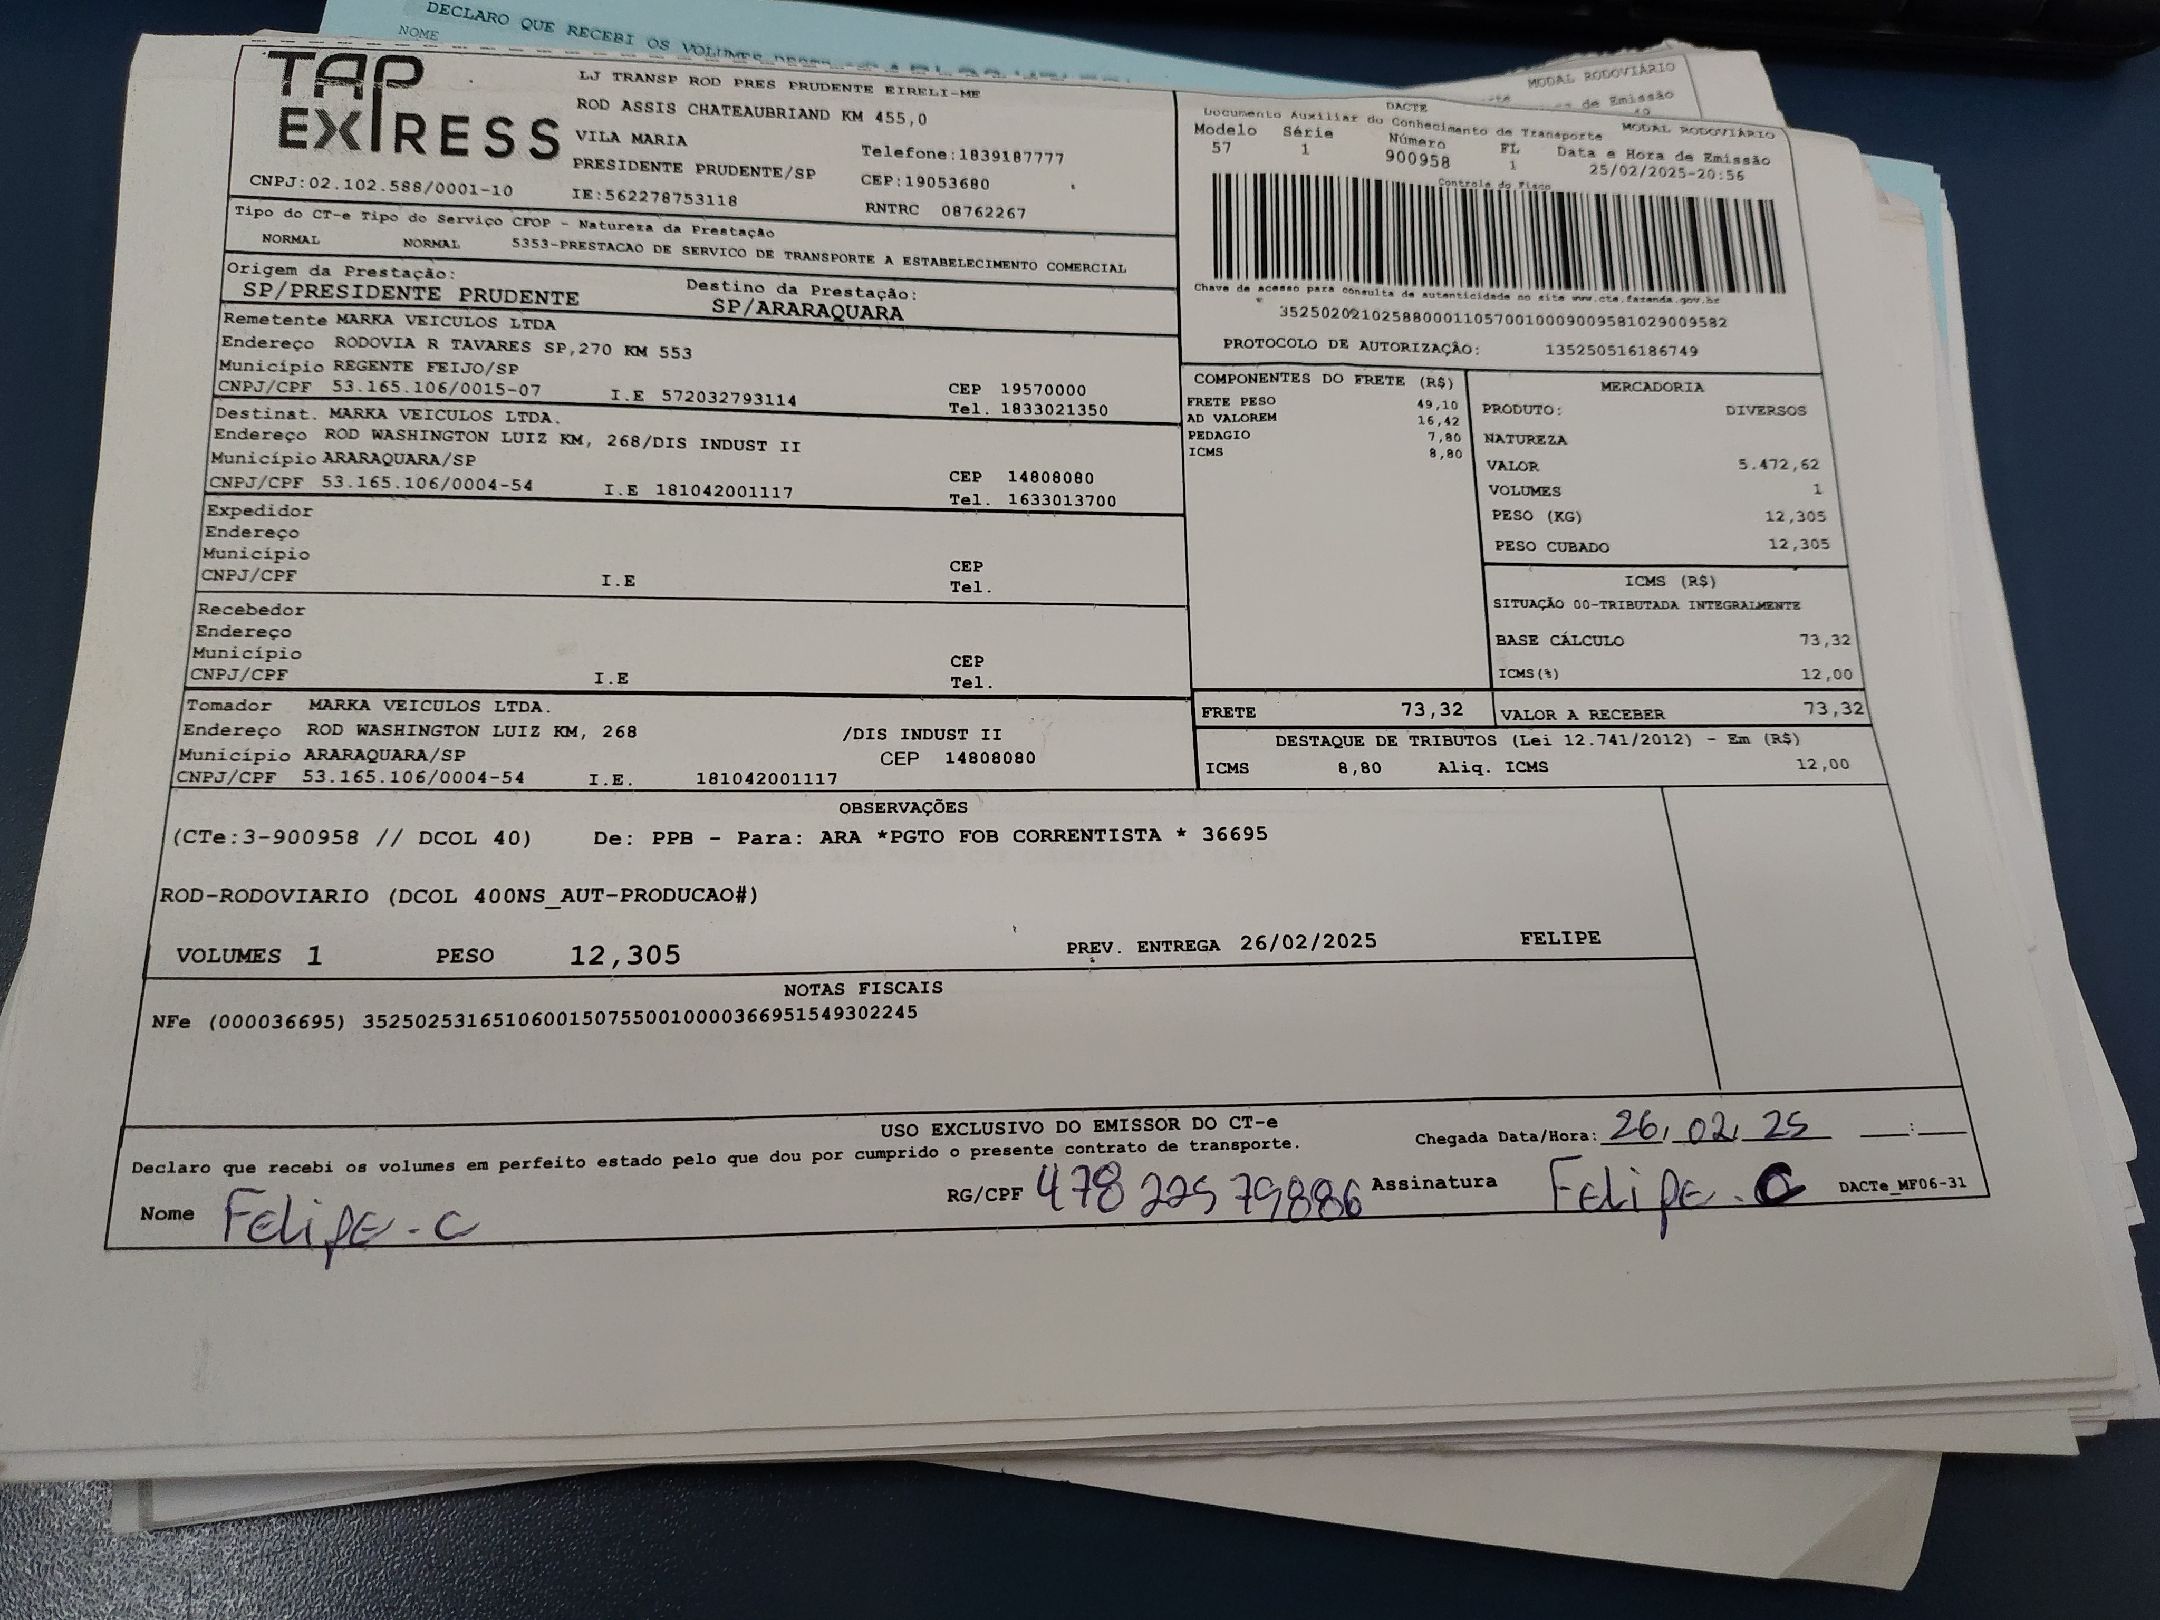 DECLARO QUE RECEBI OS VOLUMES
NOME
MODAL RODOVIÁRIO
de Emissão
TAP EXPRESS
LJ TRANSP ROD PRES PRUDENTE EIRELI-ME
ROD ASSIS CHATEAUBRIAND KM 455,0
VILA MARIA
Telefone:1839187777
PRESIDENTE PRUDENTE/SP
CEP:19053680
CNPJ:02.102.588/0001-10
IE:562278753118
RNTRC 08762267
DACTE
Documento Auxiliar do Conhecimento de Transporte
MODAL RODOVIÁRIO
Modelo Série Número FL Data e Hora de Emissão
57 1 900958 1 25/02/2025-20:56
Controle do Fisco
Chave de acesso para consulta de autenticidade no site www.cte.fazenda.gov.br
35250202102588000110570010009009581029009582
PROTOCOLO DE AUTORIZAÇÃO: 135250516186749
Tipo do CT-e Tipo do Serviço CFOP - Natureza da Prestação
NORMAL NORMAL 5353-PRESTACAO DE SERVICO DE TRANSPORTE A ESTABELECIMENTO COMERCIAL
Origem da Prestação: Destino da Prestação:
SP/PRESIDENTE PRUDENTE SP/ARARAQUARA
Remetente MARKA VEICULOS LTDA
Endereço RODOVIA R TAVARES SP,270 KM 553
Município REGENTE FEIJO/SP CEP 19570000
CNPJ/CPF 53.165.106/0015-07 I.E 572032793114 Tel. 1833021350
Destinat. MARKA VEICULOS LTDA.
Endereço ROD WASHINGTON LUIZ KM, 268/DIS INDUST II
Município ARARAQUARA/SP CEP 14808080
CNPJ/CPF 53.165.106/0004-54 I.E 181042001117 Tel. 1633013700
Expedidor
Endereço
Município CEP
CNPJ/CPF I.E Tel.
Recebedor
Endereço
Município CEP
CNPJ/CPF I.E Tel.
Tomador MARKA VEICULOS LTDA.
Endereço ROD WASHINGTON LUIZ KM, 268 /DIS INDUST II
Município ARARAQUARA/SP CEP 14808080
CNPJ/CPF 53.165.106/0004-54 I.E. 181042001117
COMPONENTES DO FRETE (R$)
FRETE PESO 49,10
AD VALOREM 16,42
PEDAGIO 7,80
ICMS 8,80
MERCADORIA
PRODUTO: DIVERSOS
NATUREZA
VALOR 5.472,62
VOLUMES 1
PESO (KG) 12,305
PESO CUBADO 12,305
ICMS (R$)
SITUAÇÃO 00-TRIBUTADA INTEGRALMENTE
BASE CÁLCULO 73,32
ICMS(%) 12,00
FRETE 73,32 VALOR A RECEBER 73,32
DESTAQUE DE TRIBUTOS (Lei 12.741/2012) - Em (R$)
ICMS 8,80 Aliq. ICMS 12,00
OBSERVAÇÕES
(CTe:3-900958 // DCOL 40) De: PPB - Para: ARA *PGTO FOB CORRENTISTA * 36695
ROD-RODOVIARIO (DCOL 400NS_AUT-PRODUCAO#)
VOLUMES 1 PESO 12,305 PREV. ENTREGA 26/02/2025 FELIPE
NOTAS FISCAIS
NFe (000036695) 35250253165106001507550010000366951549302245
USO EXCLUSIVO DO EMISSOR DO CT-e
Chegada Data/Hora: 26, 02, 25 :
Declaro que recebi os volumes em perfeito estado pelo que dou por cumprido o presente contrato de transporte.
Nome Felipe.C RG/CPF 47822579886 Assinatura Felipe.C DACTe_MF06-31